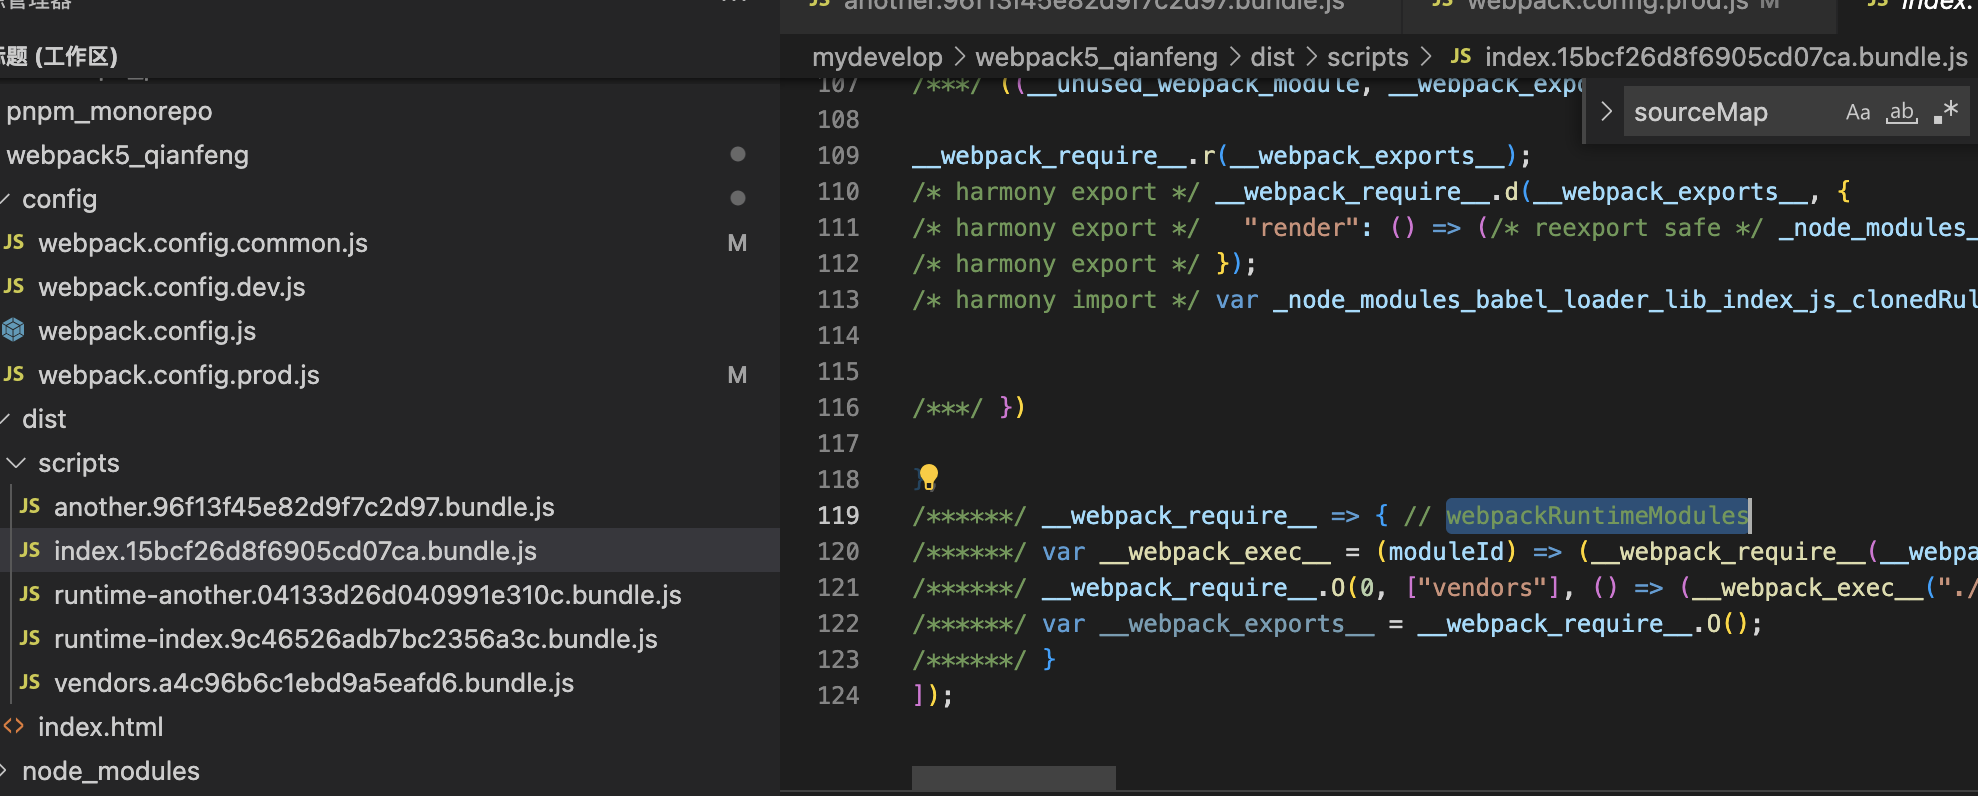 标题 (工作区)
pnpm_monorepo
webpack5_qianfeng
config
JS webpack.config.common.js M
JS webpack.config.dev.js
webpack.config.js
JS webpack.config.prod.js M
dist
scripts
JS another.96f13f45e82d9f7c2d97.bundle.js
JS index.15bcf26d8f6905cd07ca.bundle.js
JS runtime-another.04133d26d040991e310c.bundle.js
JS runtime-index.9c46526adb7bc2356a3c.bundle.js
JS vendors.a4c96b6c1ebd9a5eafd6.bundle.js
<> index.html
node_modules
JS another.96f13f45e82d9f7c2d97.bundle.js
JS webpack.config.prod.js M
JS index.
mydevelop > webpack5_qianfeng > dist > scripts > JS index.15bcf26d8f6905cd07ca.bundle.js
sourceMap Aa ab .*
107 /***/ ((__unused_webpack_module, __webpack_expo
108
109 __webpack_require__.r(__webpack_exports__);
110 /* harmony export */ __webpack_require__.d(__webpack_exports__, {
111 /* harmony export */   "render": () => (/* reexport safe */ _node_modules_
112 /* harmony export */ });
113 /* harmony import */ var _node_modules_babel_loader_lib_index_js_clonedRul
114
115
116 /***/ })
117
118
119 /******/ __webpack_require__ => { // webpackRuntimeModules
120 /******/ var __webpack_exec__ = (moduleId) => (__webpack_require__(__webpa
121 /******/ __webpack_require__.O(0, ["vendors"], () => (__webpack_exec__("./
122 /******/ var __webpack_exports__ = __webpack_require__.O();
123 /******/ }
124 ]);